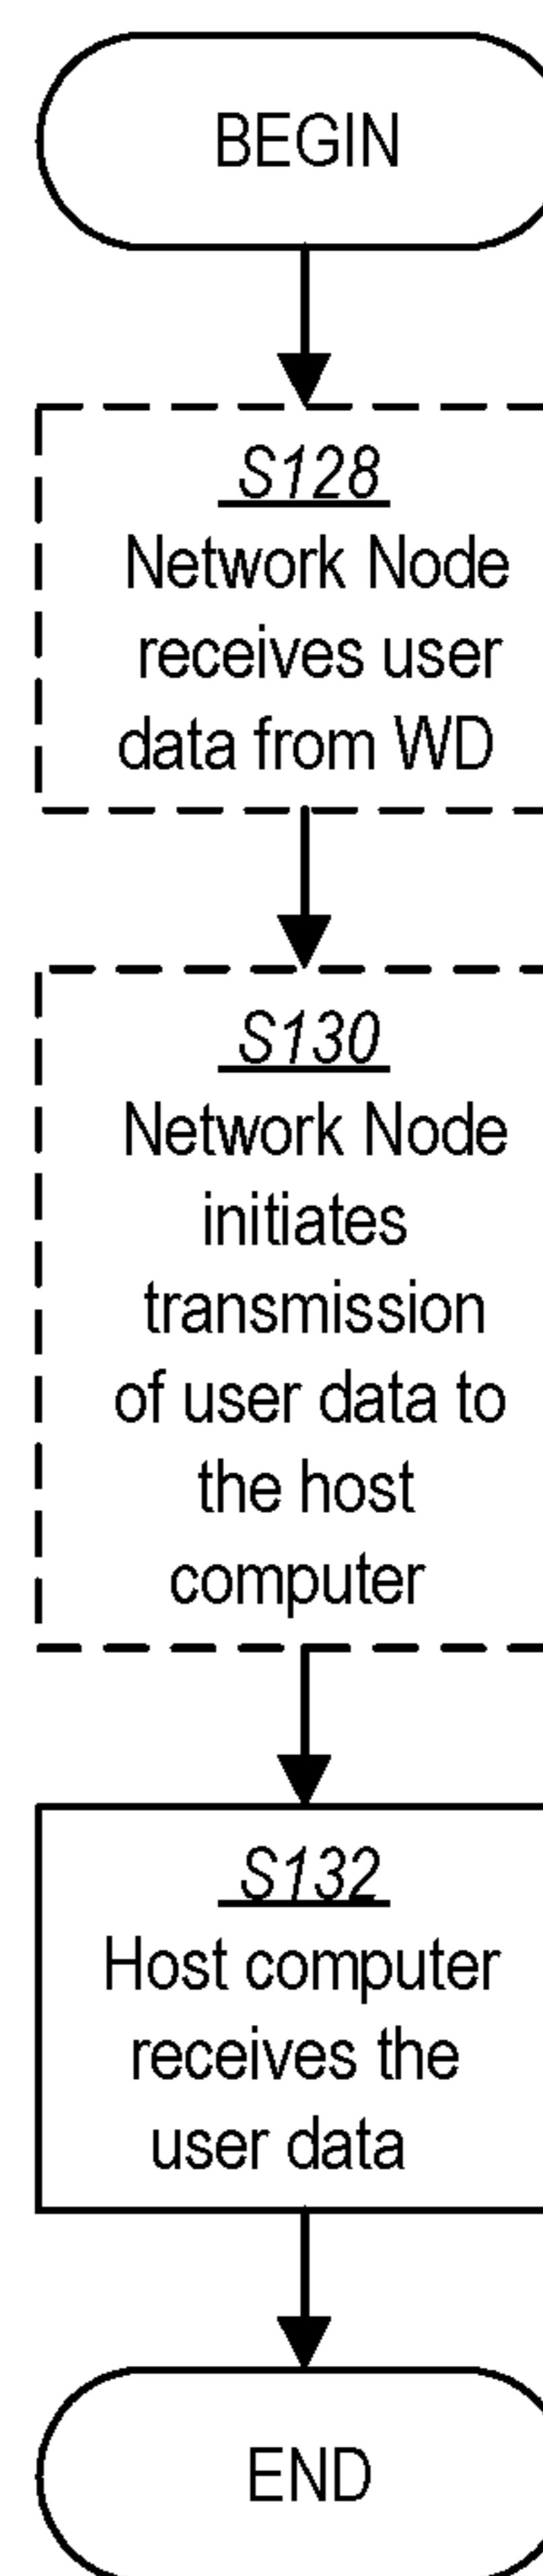 BEGIN
S128
Network Node
receives user
data from WD
S130
Network Node
initiates
transmission
of user data to
the host
computer
S132
Host computer
receives the
user data
END